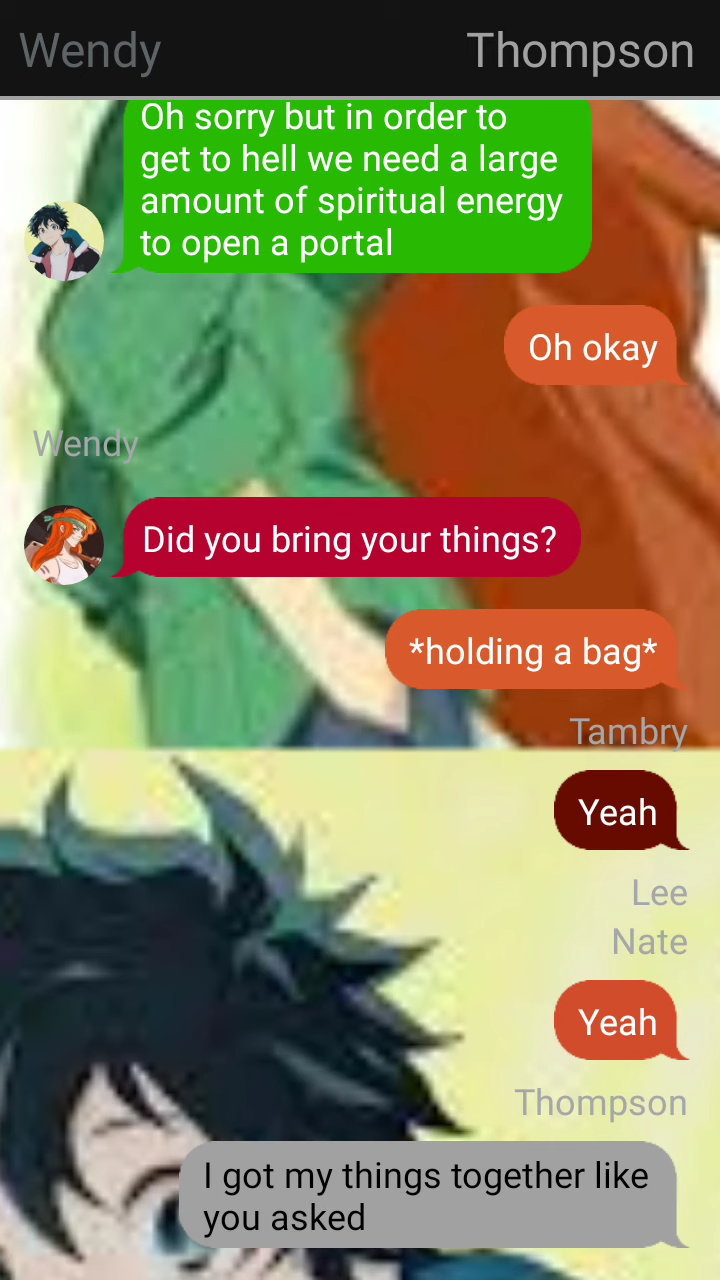 Wendy
Thompson
Oh sorry but in order to
get to hell we need a large
amount of spiritual energy
to open a portal
Oh okay
Wendy
Did you bring your things?
*holding a bag*
Tambry
Yeah
Lee
Nate
Yeah
Thompson
I got my things together like
you asked